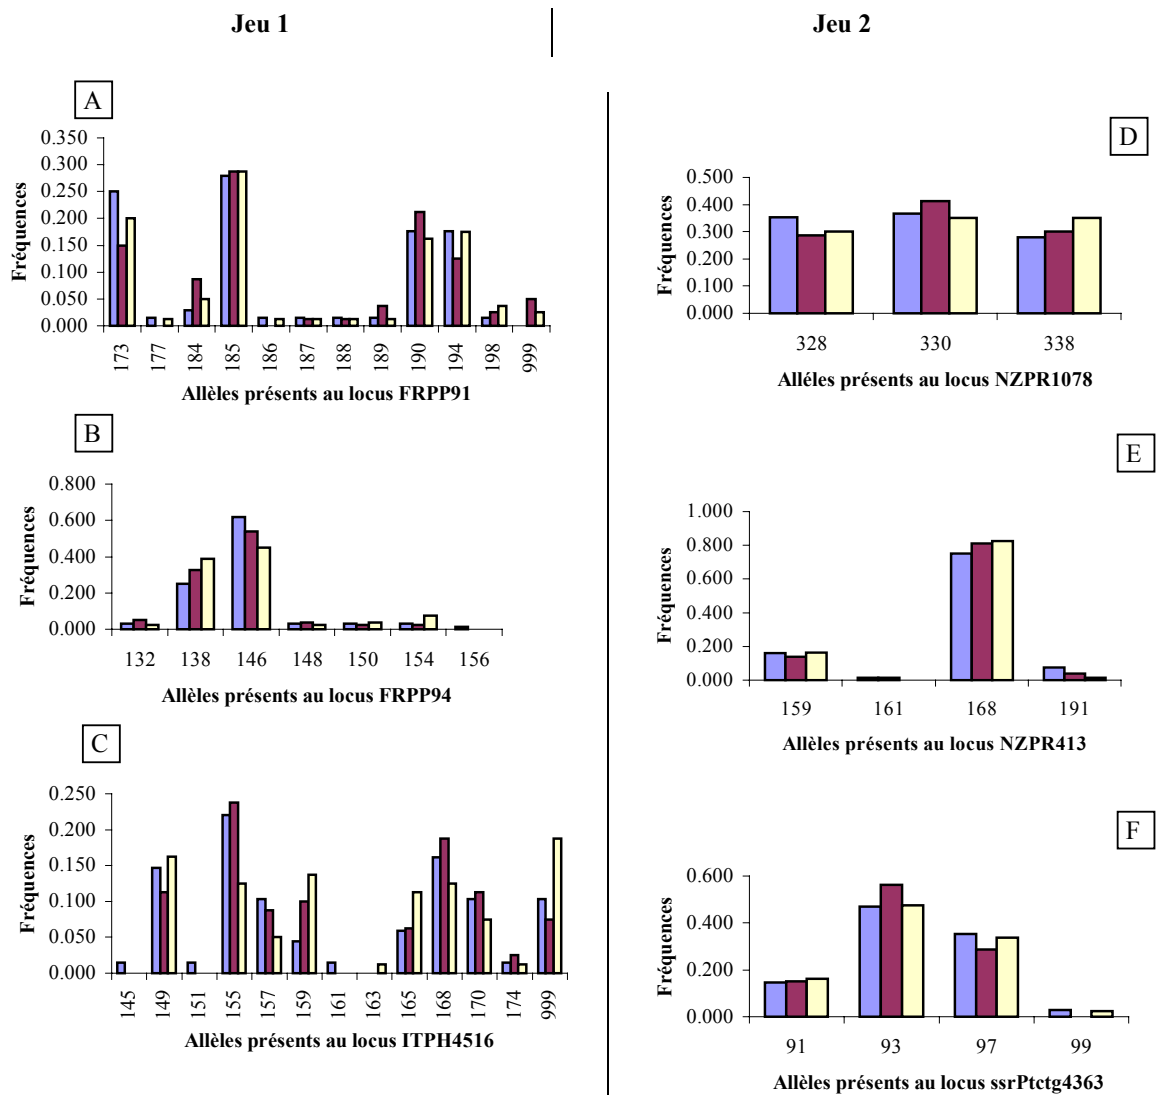 Jeu 1
Jeu 2
A
0.350
0.300
0.250
0.200
0.150
0.100
0.050
0.000
Fréquences
173 177 184 185 186 187 188 189 190 194 198 999
Allèles présents au locus FRPP91
B
0.800
0.600
0.400
0.200
0.000
Fréquences
132 138 146 148 150 154 156
Allèles présents au locus FRPP94
C
0.250
0.200
0.150
0.100
0.050
0.000
Fréquences
145 149 151 155 157 159 161 163 165 168 170 174 999
Allèles présents au locus ITPH4516
D
0.500
0.400
0.300
0.200
0.100
0.000
Fréquences
328 330 338
Alléles présents au locus NZPR1078
E
1.000
0.800
0.600
0.400
0.200
0.000
Fréquences
159 161 168 191
Allèles présents au locus NZPR413
F
0.600
0.400
0.200
0.000
Fréquences
91 93 97 99
Allèles présents au locus ssrPtctg4363